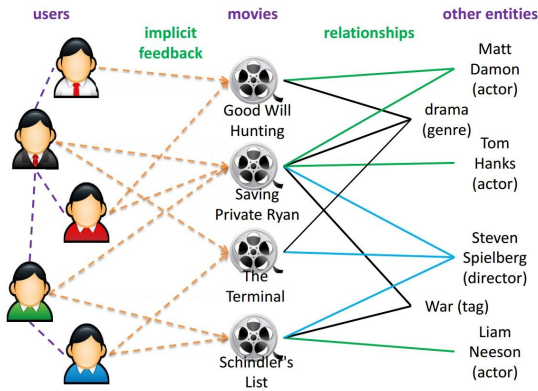 users
implicit
feedback
movies
relationships
other entities
Good Will
Hunting
Saving
Private Ryan
The
Terminal
Schindler's
List
Matt
Damon
(actor)
drama
(genre)
Tom
Hanks
(actor)
Steven
Spielberg
(director)
War (tag)
Liam
Neeson
(actor)